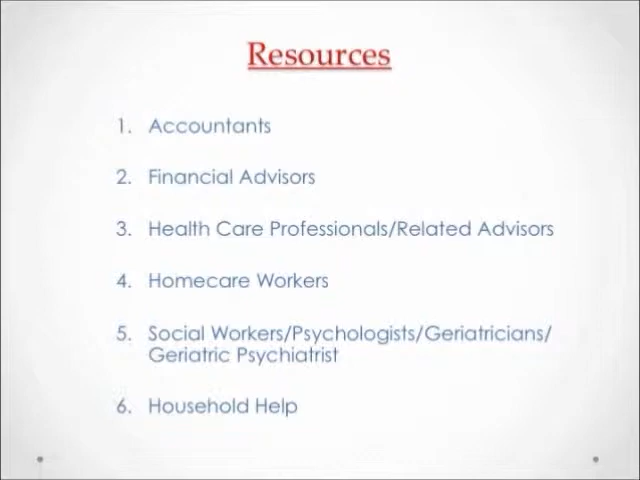 Resources
1. Accountants
2. Financial Advisors
3. Health Care Professionals/Related Advisors
4. Homecare Workers
5. Social Workers/Psychologists/Geriatricians/
Geriatric Psychiatrist
6. Household Help